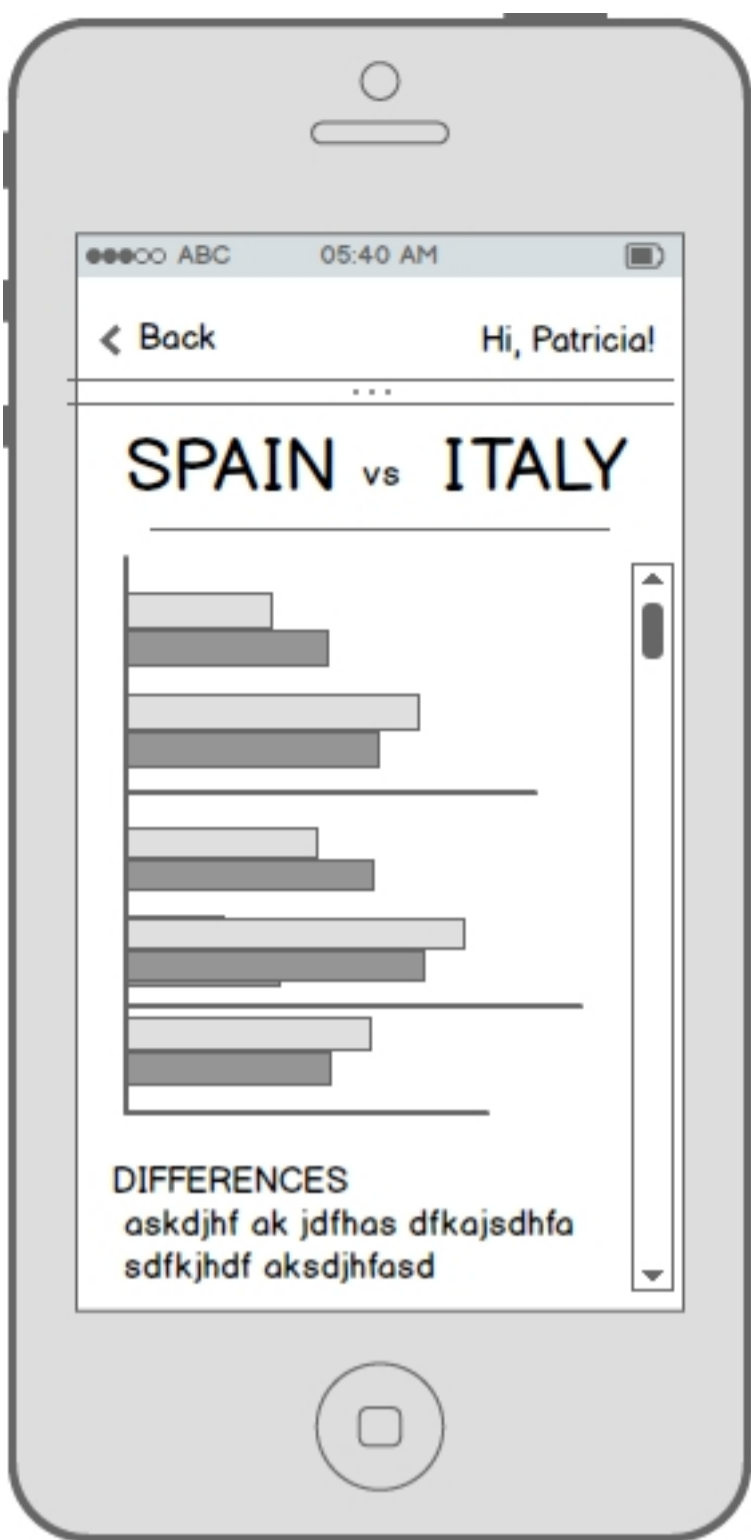 ABC 05:40 AM
Back Hi, Patricia!
...
SPAIN vs ITALY
DIFFERENCES
askdjhf ak jdfhas dfkajsdhfa
sdfkjhdf aksdjhfasd